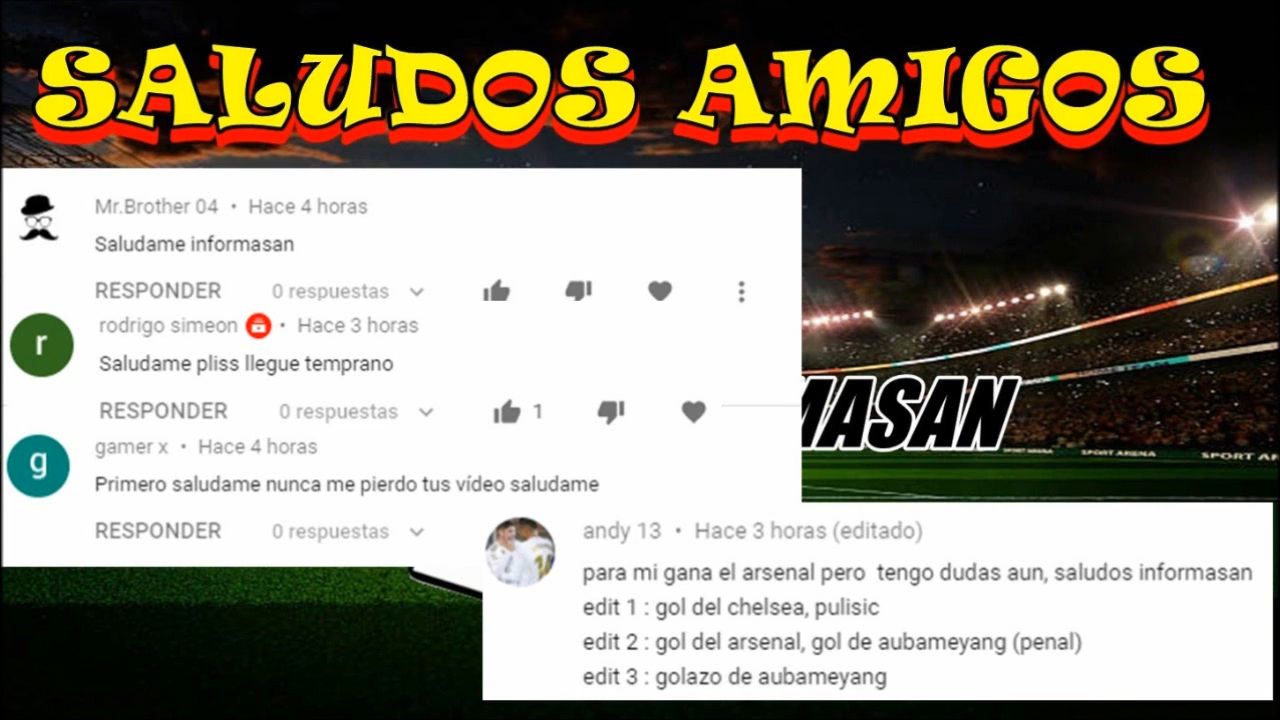 SALUDOS AMIGOS
Mr.Brother 04 • Hace 4 horas
Saludame informasan
RESPONDER 0 respuestas
r
rodrigo simeon • Hace 3 horas
Saludame pliss llegue temprano
RESPONDER 0 respuestas 1
g
gamer x • Hace 4 horas
Primero saludame nunca me pierdo tus vídeo saludame
RESPONDER 0 respuestas
MASAN
SPORT ARENA SPORT AR
andy 13 • Hace 3 horas (editado)
para mi gana el arsenal pero tengo dudas aun, saludos informasan
edit 1 : gol del chelsea, pulisic
edit 2 : gol del arsenal, gol de aubameyang (penal)
edit 3 : golazo de aubameyang